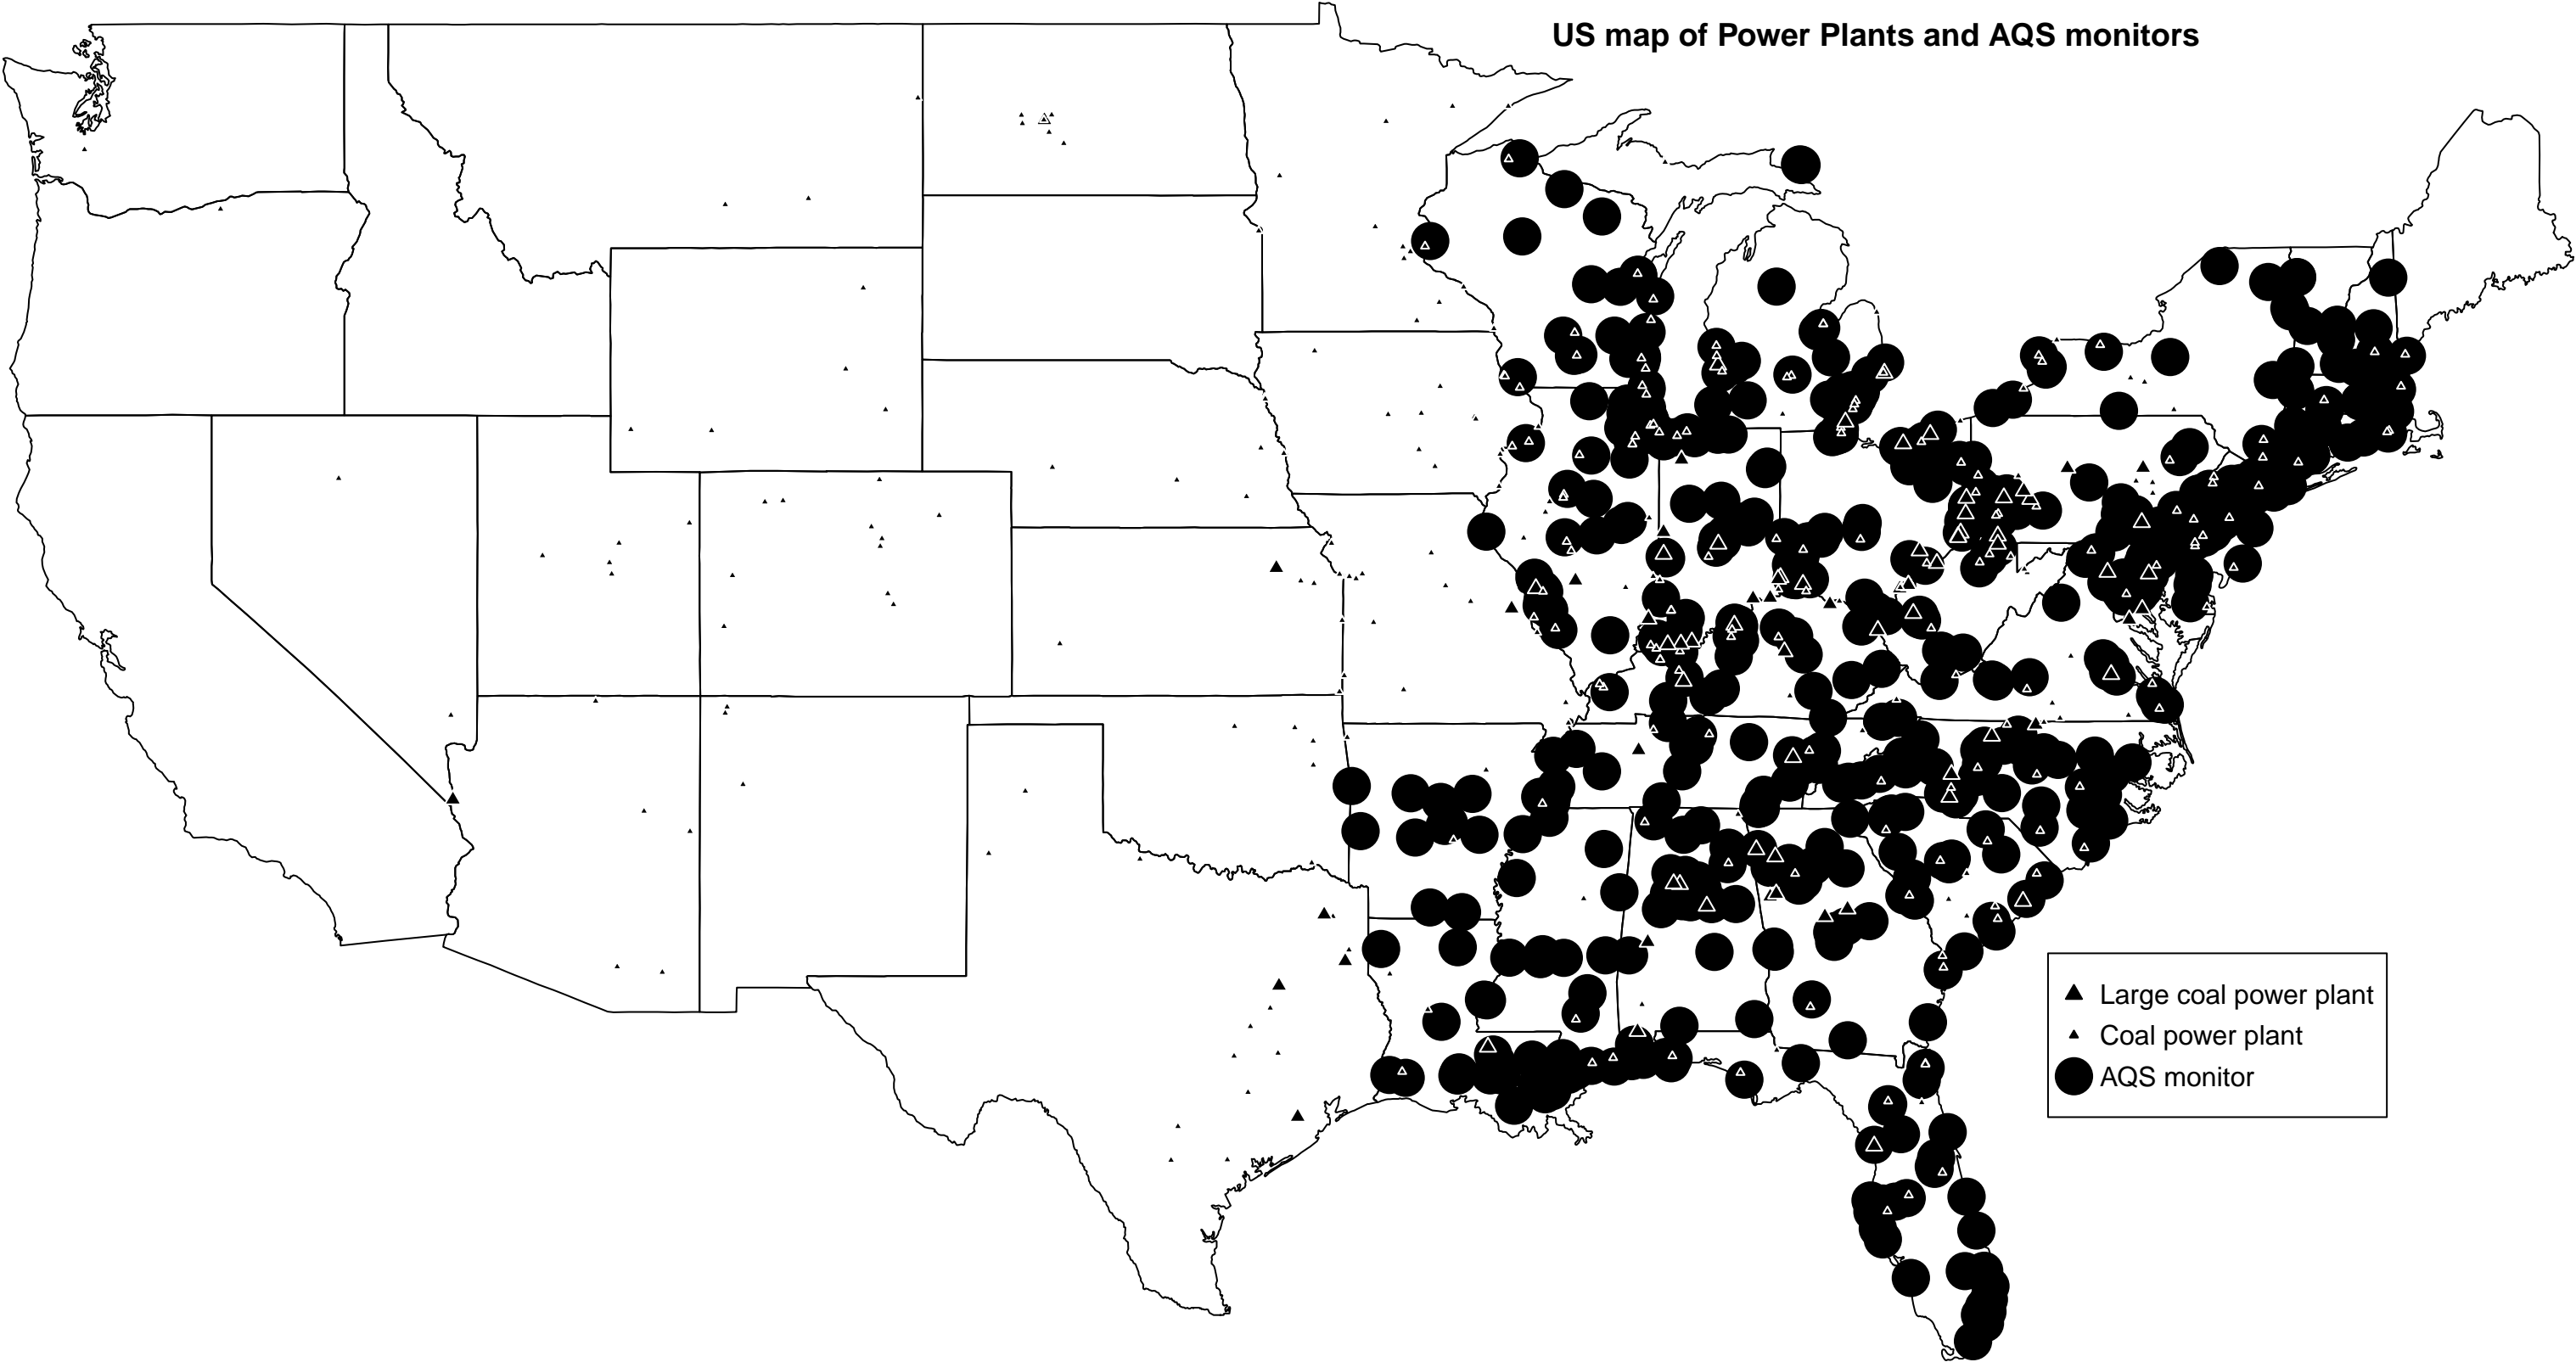 US map of Power Plants and AQS monitors
Large coal power plant
Coal power plant
AQS monitor